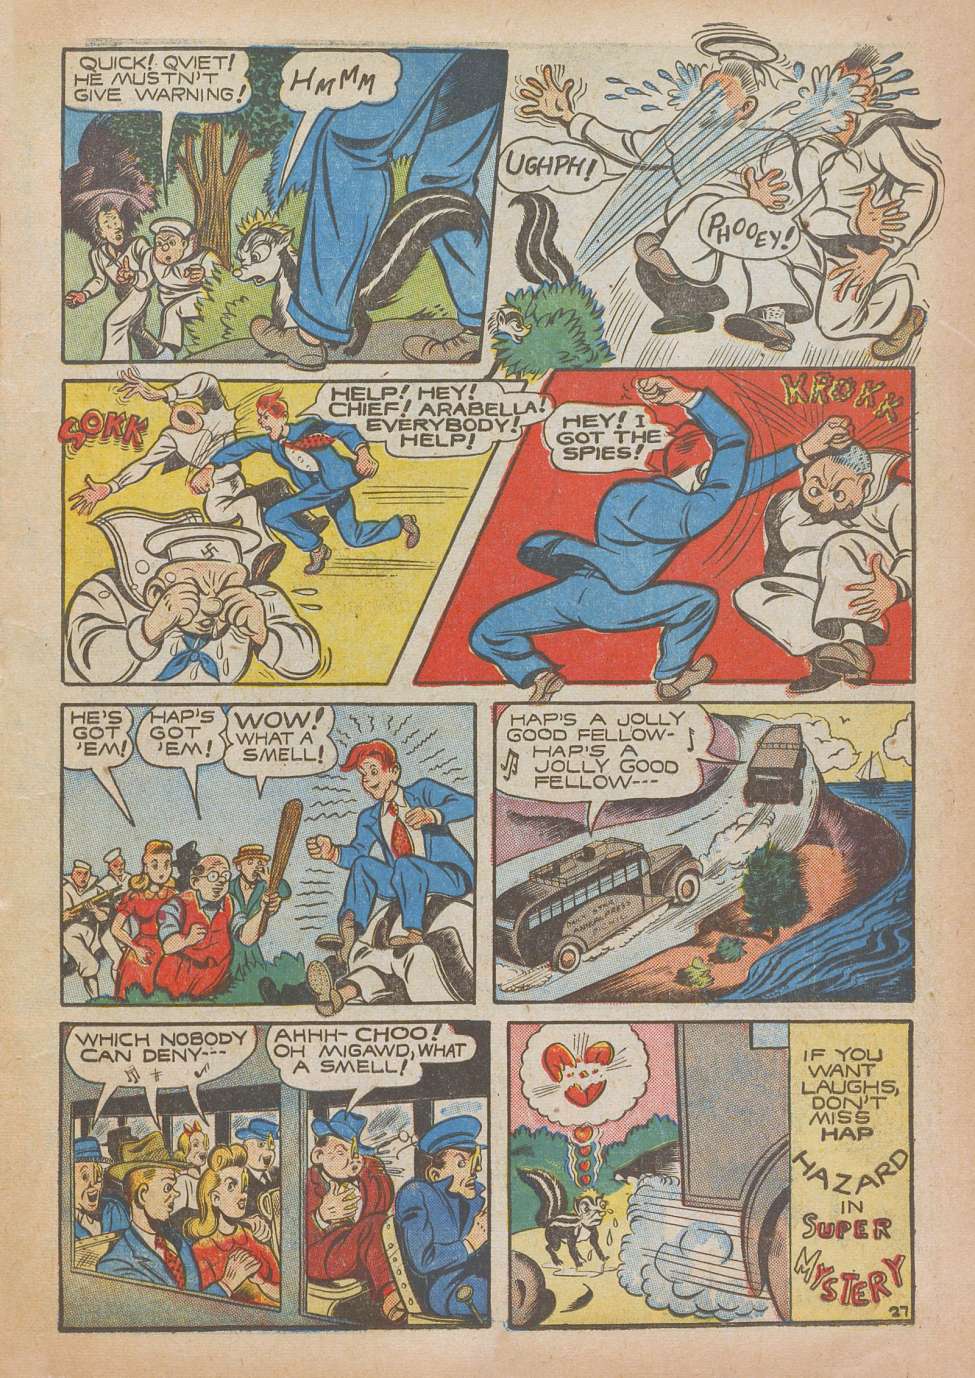 QUICK! QVIET!
HE MUSTN'T
GIVE WARNING!
HMMM
UGHPH!
PHOOEY!
SOKK
HELP! HEY!
CHIEF! ARABELLA!
EVERYBODY!
HELP!
HEY! I
GOT THE
SPIES!
KROKK
HE'S
GOT
'EM!
HAP'S
GOT
'EM!
WOW!
WHAT A
SMELL!
HAP'S A JOLLY
GOOD FELLOW-
HAP'S A
JOLLY GOOD
FELLOW---
WHICH NOBODY
CAN DENY---
AHHH- CHOO!
OH MIGAWD, WHAT
A SMELL!
IF YOU
WANT
LAUGHS,
DON'T
MISS
HAP
HAZARD
IN
SUPER
MYSTERY
27